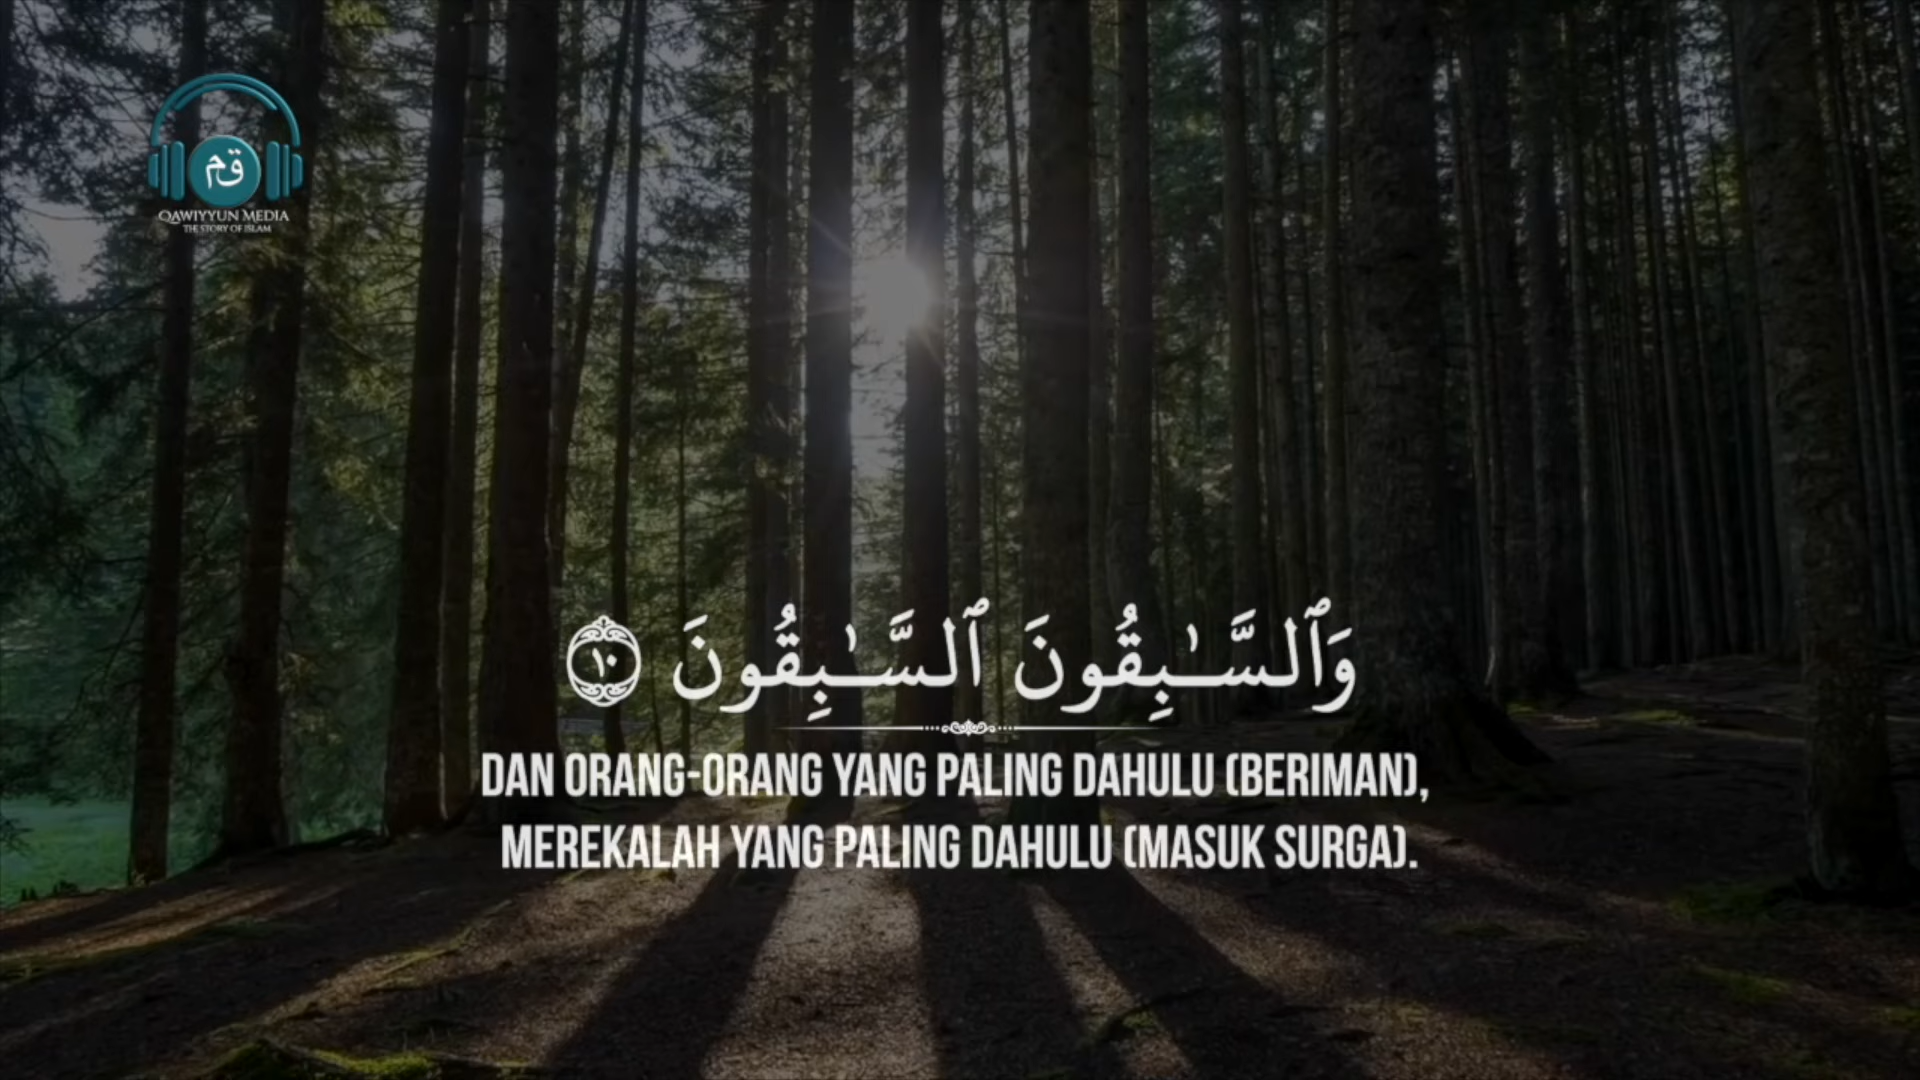 قم
QAWIYYUN MEDIA
THE STORY OF ISLAM
وَٱلسَّـٰبِقُونَ ٱلسَّـٰبِقُونَ ١٠
DAN ORANG-ORANG YANG PALING DAHULU (BERIMAN),
MEREKALAH YANG PALING DAHULU (MASUK SURGA).